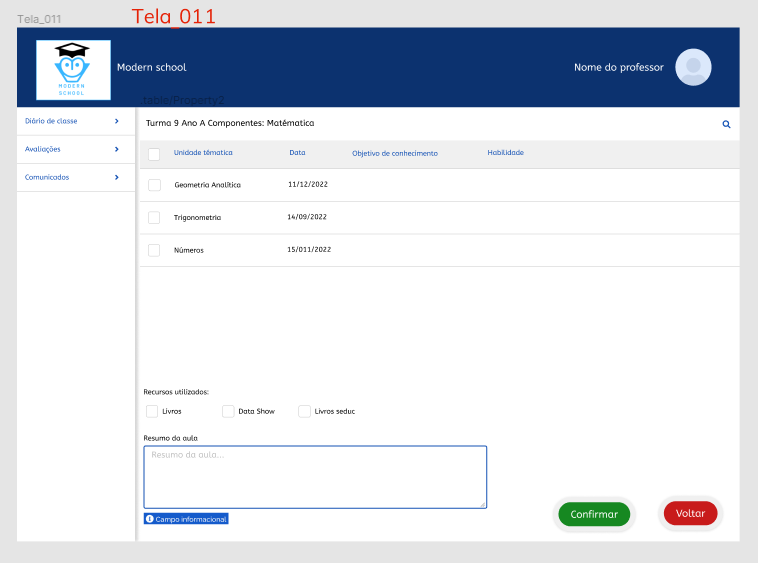 Tela_011
Tela_011
MODERN
SCHOOL
Modern school
Nome do professor
table/Property2
Diário de classe
Avaliações
Comunicados
Turma 9 Ano A Componentes: Matématica
Unidade têmatica Data Objetivo de conhecimento Habilidade
Geometria Analítica 11/12/2022
Trigonometria 14/09/2022
Números 15/011/2022
Recursos utilizados:
Livros Data Show Livros seduc
Resumo da aula
Resumo da aula...
Campo informacional
Confirmar
Voltar